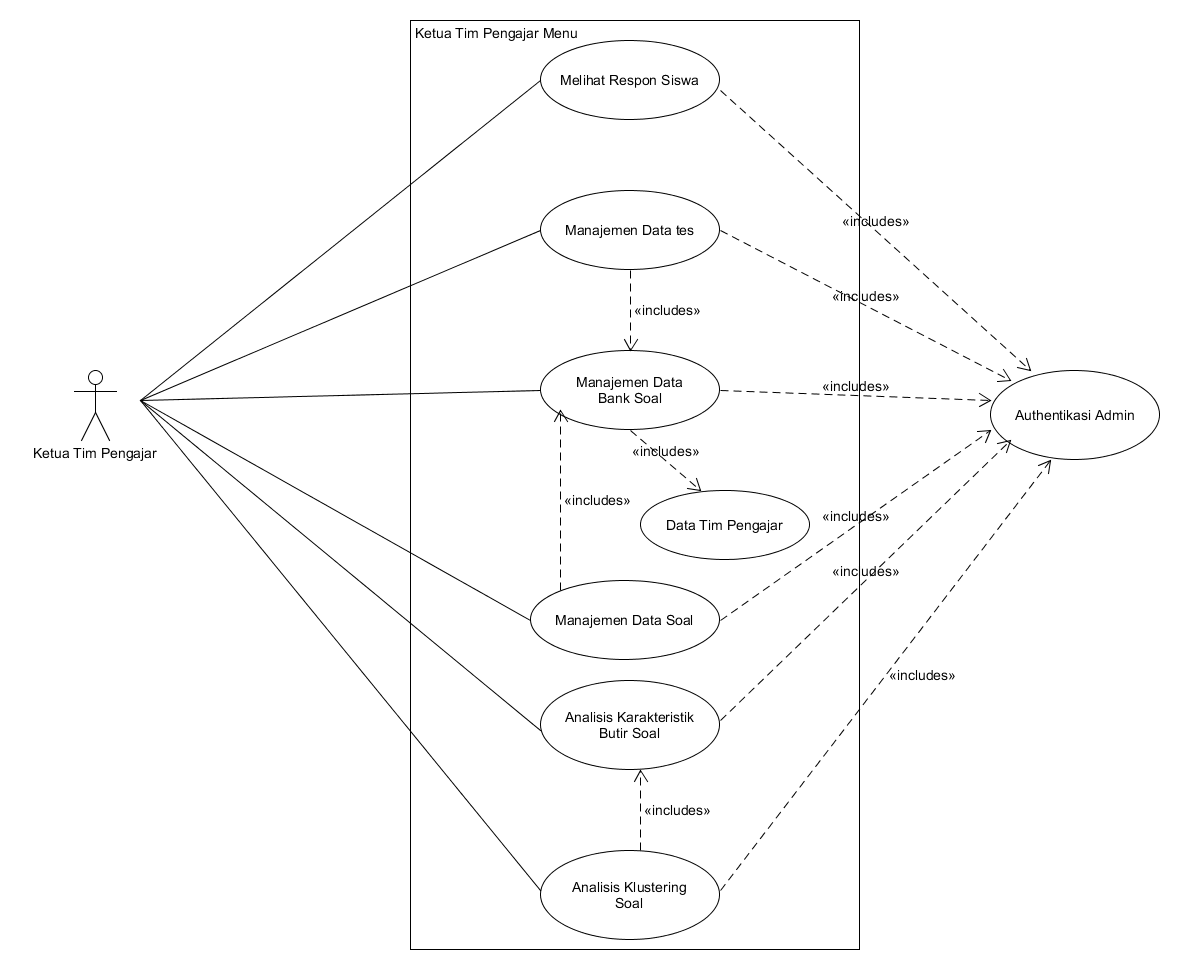 Ketua Tim Pengajar Menu
Melihat Respon Siswa
«includes»
Manajemen Data tes
«includes»
«includes»
Manajemen Data
Bank Soal
«includes»
Authentikasi Admin
Ketua Tim Pengajar
«includes»
«includes»
Data Tim Pengajar
«includes»
«includes»
Manajemen Data Soal
«includes»
Analisis Karakteristik
Butir Soal
«includes»
Analisis Klustering
Soal